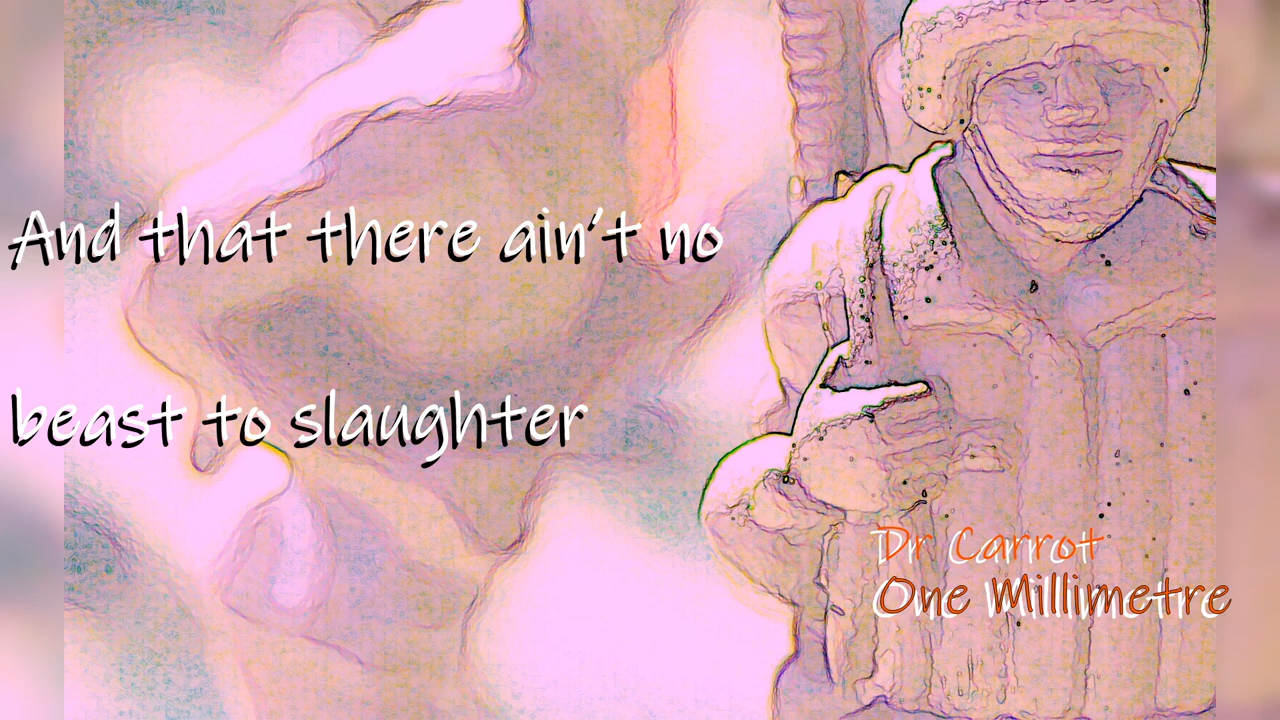 And that there ain't no
beast to slaughter
Dr Carrot
One Millimetre